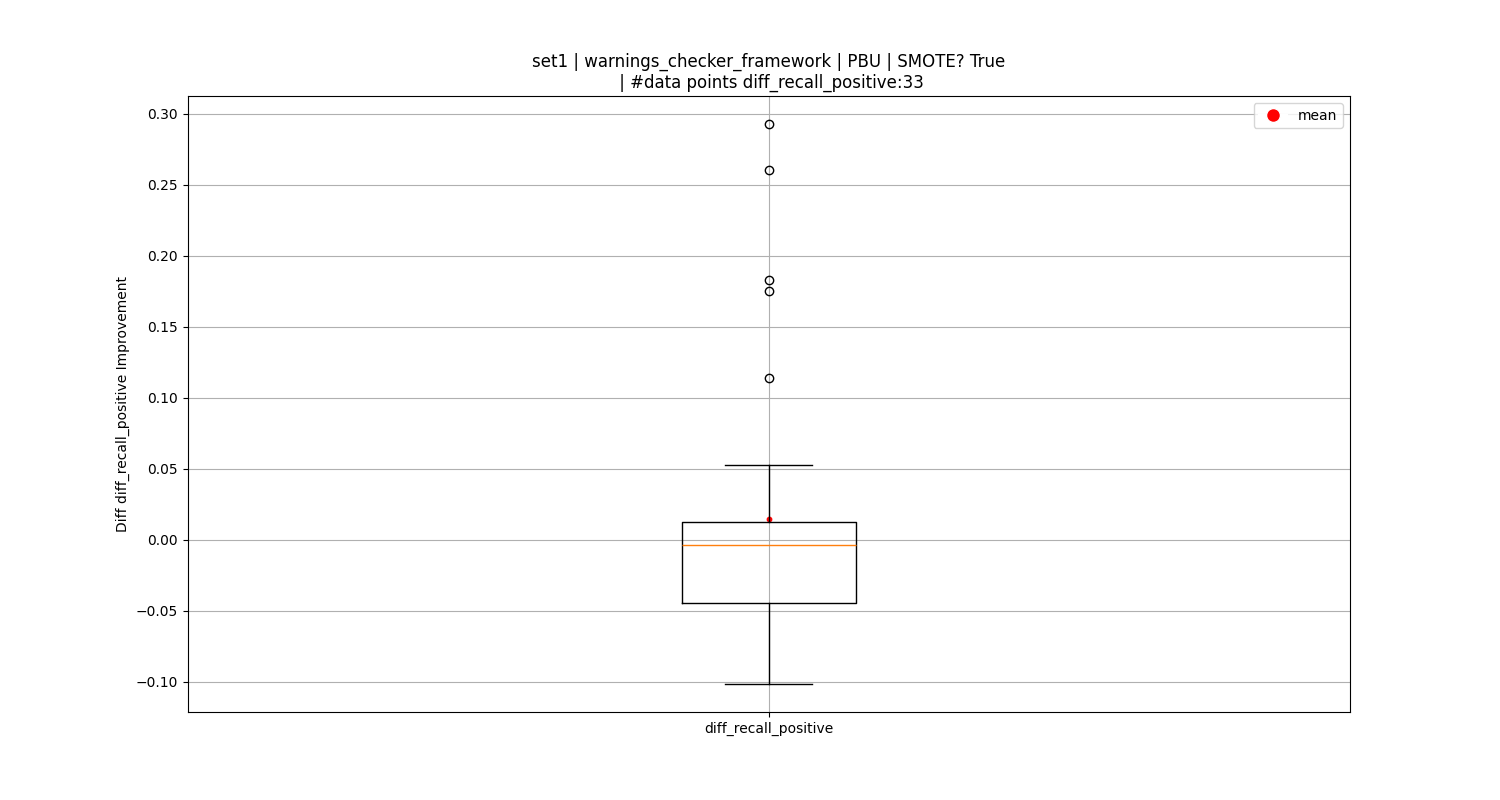 set1 | warnings_checker_framework | PBU | SMOTE? True
| #data points diff_recall_positive:33
mean
0.30
0.25
0.20
0.15
0.10
0.05
0.00
−0.05
−0.10
Diff diff_recall_positive Improvement
diff_recall_positive